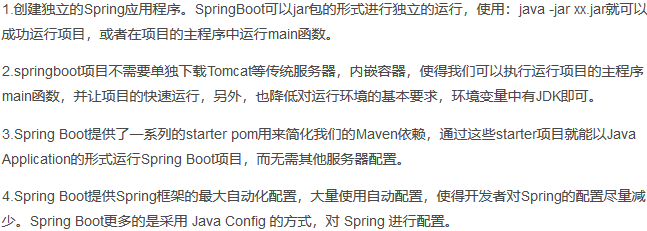 1.创建独立的Spring应用程序。SpringBoot可以jar包的形式进行独立的运行，使用：java -jar xx.jar就可以
成功运行项目，或者在项目的主程序中运行main函数。
2.springboot项目不需要单独下载Tomcat等传统服务器，内嵌容器，使得我们可以执行运行项目的主程序
main函数，并让项目的快速运行，另外，也降低对运行环境的基本要求，环境变量中有JDK即可。
3.Spring Boot提供了一系列的starter pom用来简化我们的Maven依赖，通过这些starter项目就能以Java
Application的形式运行Spring Boot项目，而无需其他服务器配置。
4.Spring Boot提供Spring框架的最大自动化配置，大量使用自动配置，使得开发者对Spring的配置尽量减
少。Spring Boot更多的是采用 Java Config 的方式，对 Spring 进行配置。